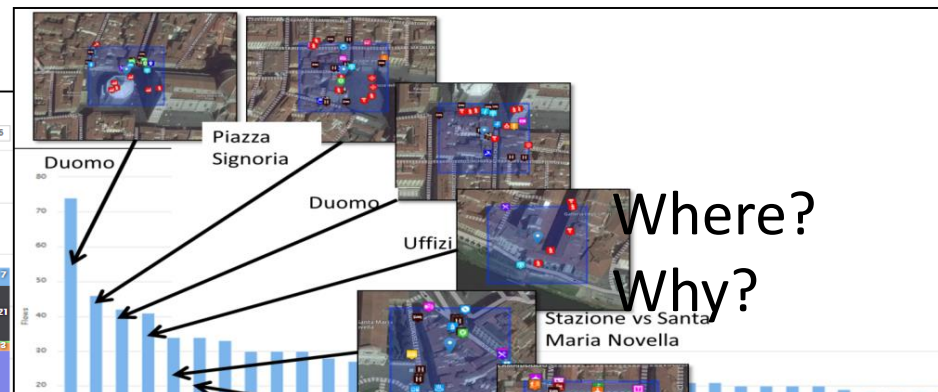 Piazza
Signoria
Duomo
80
Duomo
70
Where?
Uffizi
60
Why?
50
Stazione vs Santa
Maria Novella
40
Flows
30
20